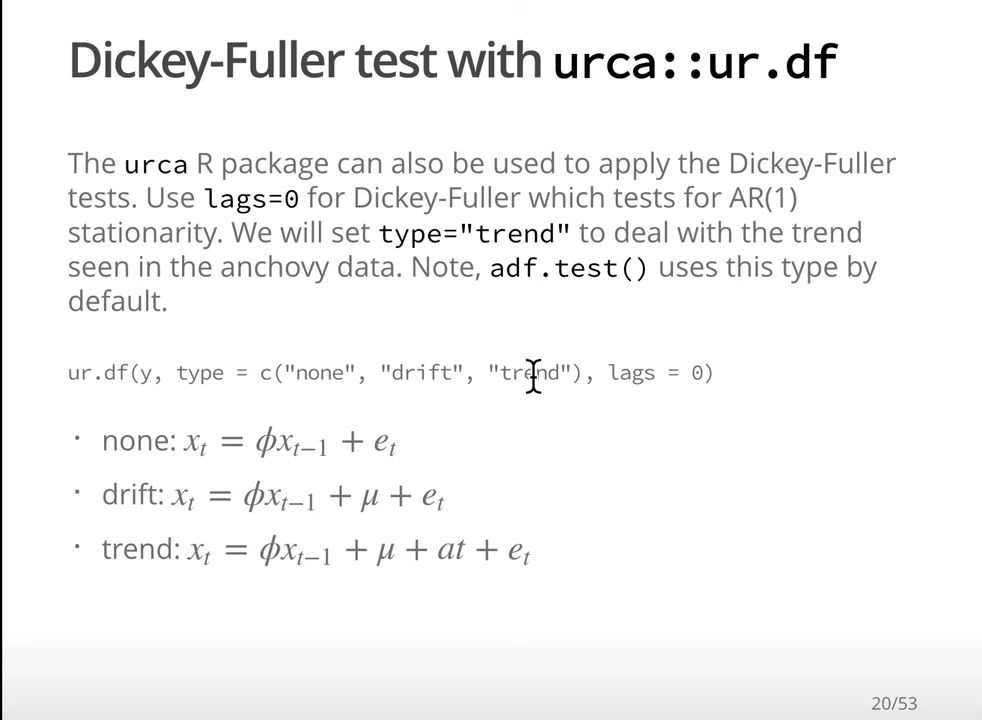 Dickey-Fuller test with urca::ur.df
The urca R package can also be used to apply the Dickey-Fuller
tests. Use lags=0 for Dickey-Fuller which tests for AR(1)
stationarity. We will set type="trend" to deal with the trend
seen in the anchovy data. Note, adf.test() uses this type by
default.
ur.df(y, type = c("none", "drift", "trend"), lags = 0)
· none: xₜ = ϕxₜ₋₁ + eₜ
· drift: xₜ = ϕxₜ₋₁ + μ + eₜ
· trend: xₜ = ϕxₜ₋₁ + μ + at + eₜ
20/53